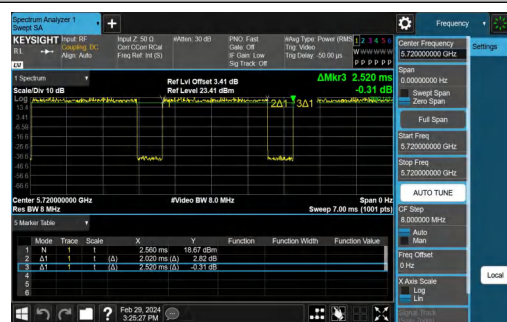 Spectrum Analyzer 1
Swept SA
Frequency
KEYSIGHT Input: RF
RL Coupling: DC
Align: Auto
Input Z: 50 Ω
Corr CCorr RCal
Freq Ref: Int (S)
#Atten: 30 dB
PNO: Fast
Gate: Off
IF Gain: Low
Sig Track: Off
#Avg Type: Power (RMS
Trig: Video
Trig Delay: -50.00 µs
1 2 3 4 5 6
W W W W W W
P P P P P P
Center Frequency
5.720000000 GHz
Settings
Span
0.00000000 Hz
Swept Span
Zero Span
Full Span
Start Freq
5.720000000 GHz
Stop Freq
5.720000000 GHz
AUTO TUNE
CF Step
8.000000 MHz
Auto
Man
Freq Offset
0 Hz
X Axis Scale
Log
Lin
Signal Track
Local
1 Spectrum
Scale/Div 10 dB
Log
Ref Lvl Offset 3.41 dB
Ref Level 23.41 dBm
ΔMkr3 2.520 ms
-0.31 dB
13.4
3.41
-6.59
-16.6
-26.6
-36.6
-46.6
-56.6
-66.6
2Δ1
3Δ1
Center 5.720000000 GHz
Res BW 8 MHz
#Video BW 8.0 MHz
Span 0 Hz
Sweep 7.00 ms (1001 pts)
5 Marker Table
Mode Trace Scale X Y Function Function Width Function Value
1 N 1 t 2.560 ms 18.67 dBm
2 Δ1 1 t (Δ) 2.020 ms (Δ) 2.82 dB
3 Δ1 1 t (Δ) 2.520 ms (Δ) -0.31 dB
4
5
6
Feb 29, 2024
3:25:27 PM